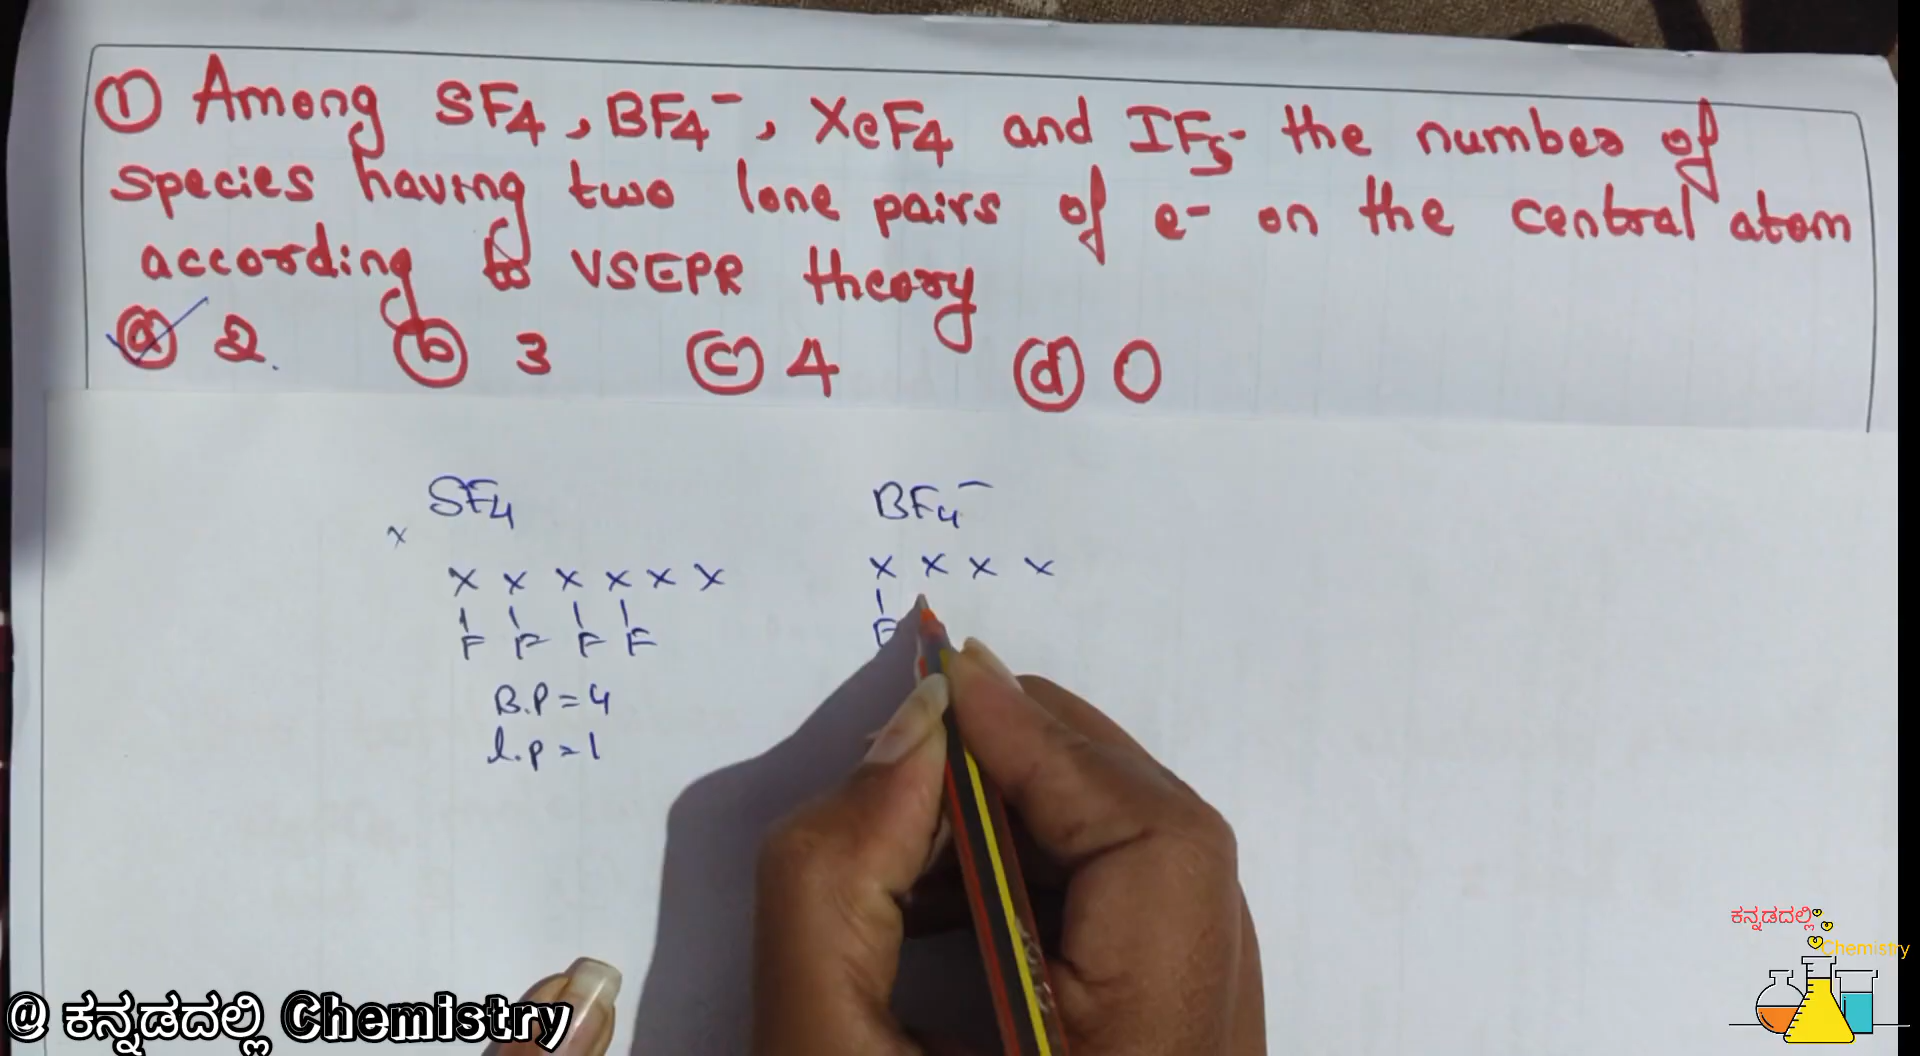 ① Among SF4, BF4⁻, XeF4 and IF5⁻ the number of
species having two lone pairs of e⁻ on the central atom
according to VSEPR theory
ⓐ 2. ⓑ 3 ⓒ 4 ⓓ 0
SF4 BF4⁻
x
x x x x x x x x x x
F F F F F
B.P = 4
l.p = 1
ಕನ್ನಡದಲ್ಲಿ
Chemistry
@ ಕನ್ನಡದಲ್ಲಿ Chemistry